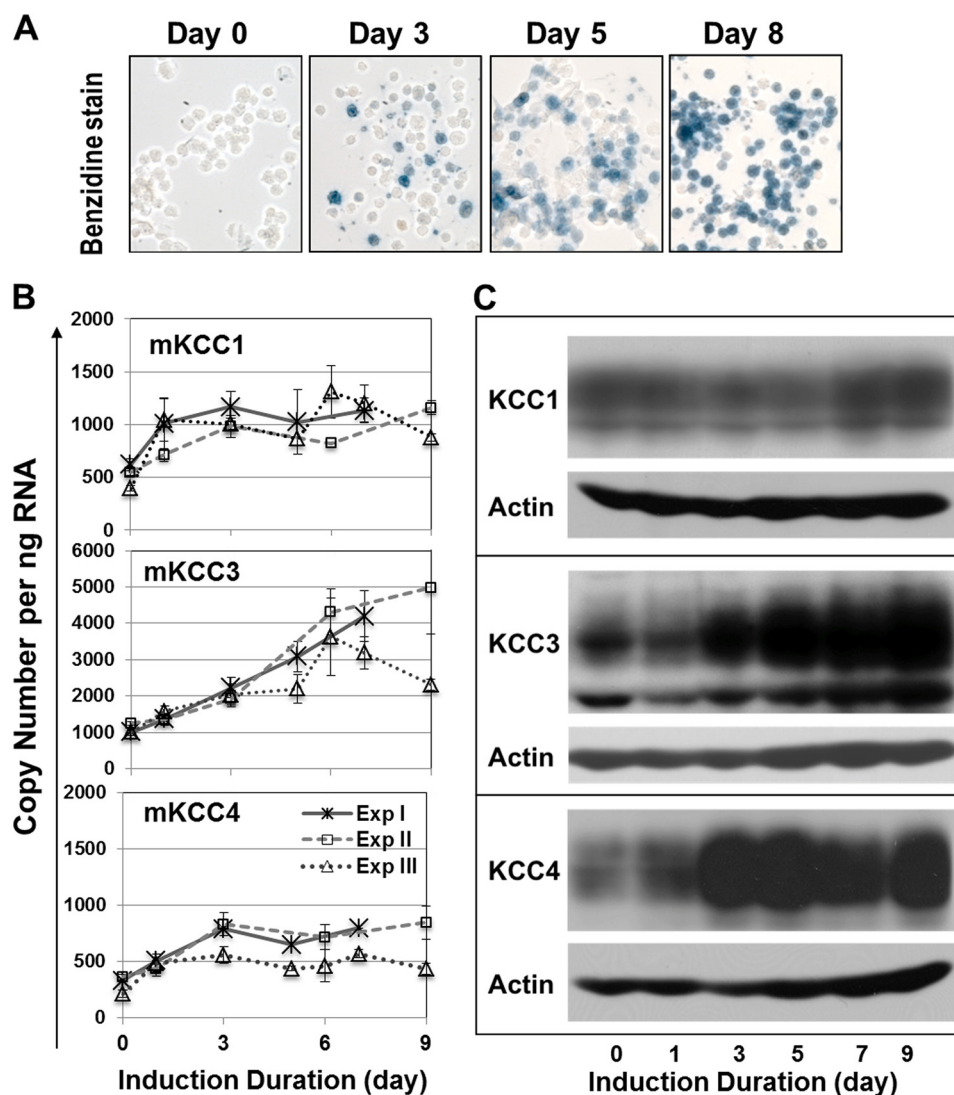 A
Day 0
Day 3
Day 5
Day 8
Benzidine stain
B
Copy Number per ng RNA
2000
mKCC1
1500
1000
500
0
6000
mKCC3
5000
4000
3000
2000
1000
0
2000
mKCC4
Exp I
1500
Exp II
Exp III
1000
500
0
0
3
6
9
Induction Duration (day)
C
KCC1
Actin
KCC3
Actin
KCC4
Actin
0
1
3
5
7
9
Induction Duration (day)